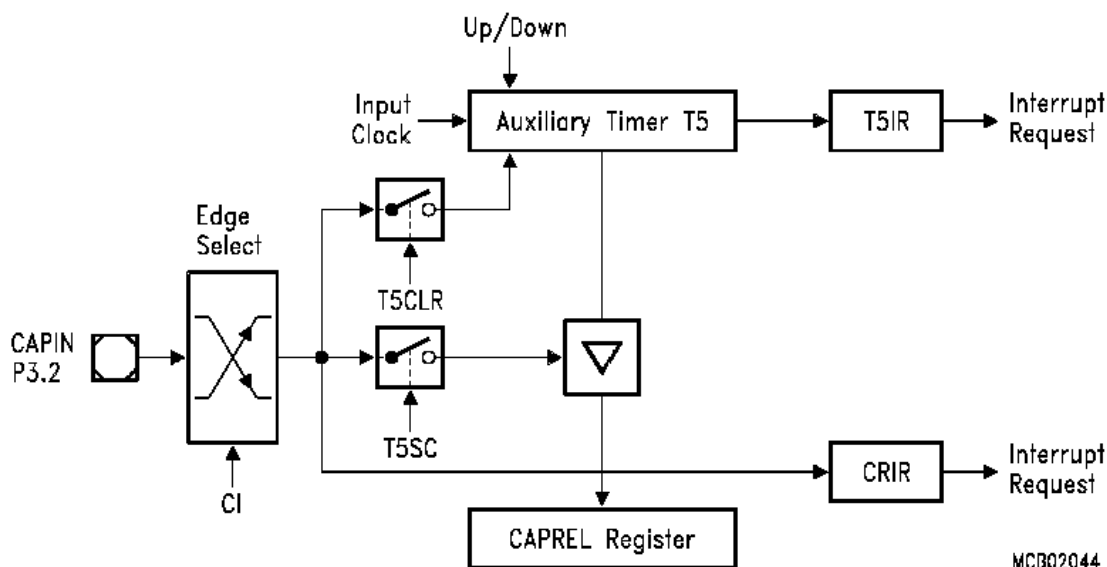 Up/Down
Input
Clock
Auxiliary Timer T5
T5IR
Interrupt
Request
Edge
Select
T5CLR
CAPIN
P3.2
T5SC
CI
CRIR
Interrupt
Request
CAPREL Register
MCB02044